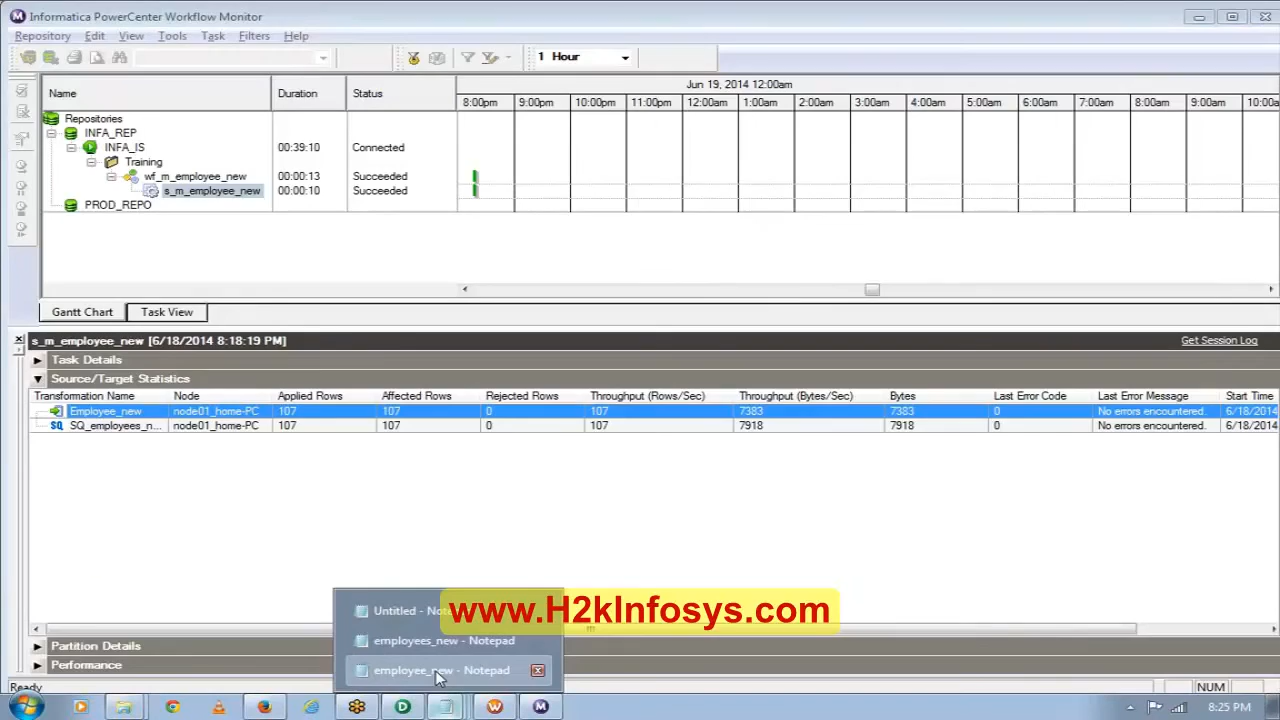 Informatica PowerCenter Workflow Monitor
Repository Edit View Tools Task Filters Help
1 Hour
Name Duration Status Jun 19, 2014 12:00am
8:00pm 9:00pm 10:00pm 11:00pm 12:00am 1:00am 2:00am 3:00am 4:00am 5:00am 6:00am 7:00am 8:00am 9:00am 10:00a
Repositories
INFA_REP
INFA_IS 00:39:10 Connected
Training
wf_m_employee_new 00:00:13 Succeeded
s_m_employee_new 00:00:10 Succeeded
PROD_REPO
Gantt Chart Task View
s_m_employee_new [6/18/2014 8:18:19 PM] Get Session Log
Task Details
Source/Target Statistics
Transformation Name Node Applied Rows Affected Rows Rejected Rows Throughput (Rows/Sec) Throughput (Bytes/Sec) Bytes Last Error Code Last Error Message Start Time
Employee_new node01_home-PC 107 107 0 107 7383 7383 0 No errors encountered. 6/18/2014
SQ_employees_n... node01_home-PC 107 107 0 107 7918 7918 0 No errors encountered. 6/18/2014
Untitled - Note
www.H2kInfosys.com
employees_new - Notepad
Partition Details
employee_new - Notepad
Performance
Ready NUM
8:25 PM